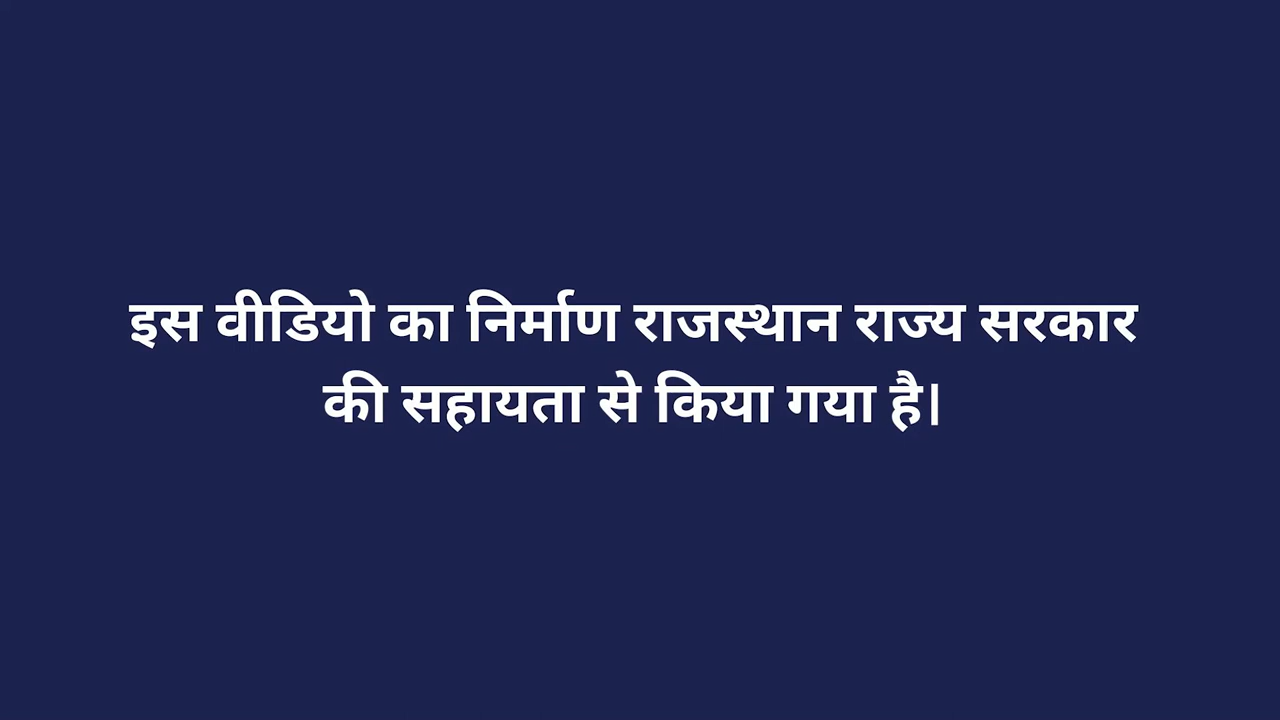 इस वीडियो का निर्माण राजस्थान राज्य सरकार
की सहायता से किया गया है।